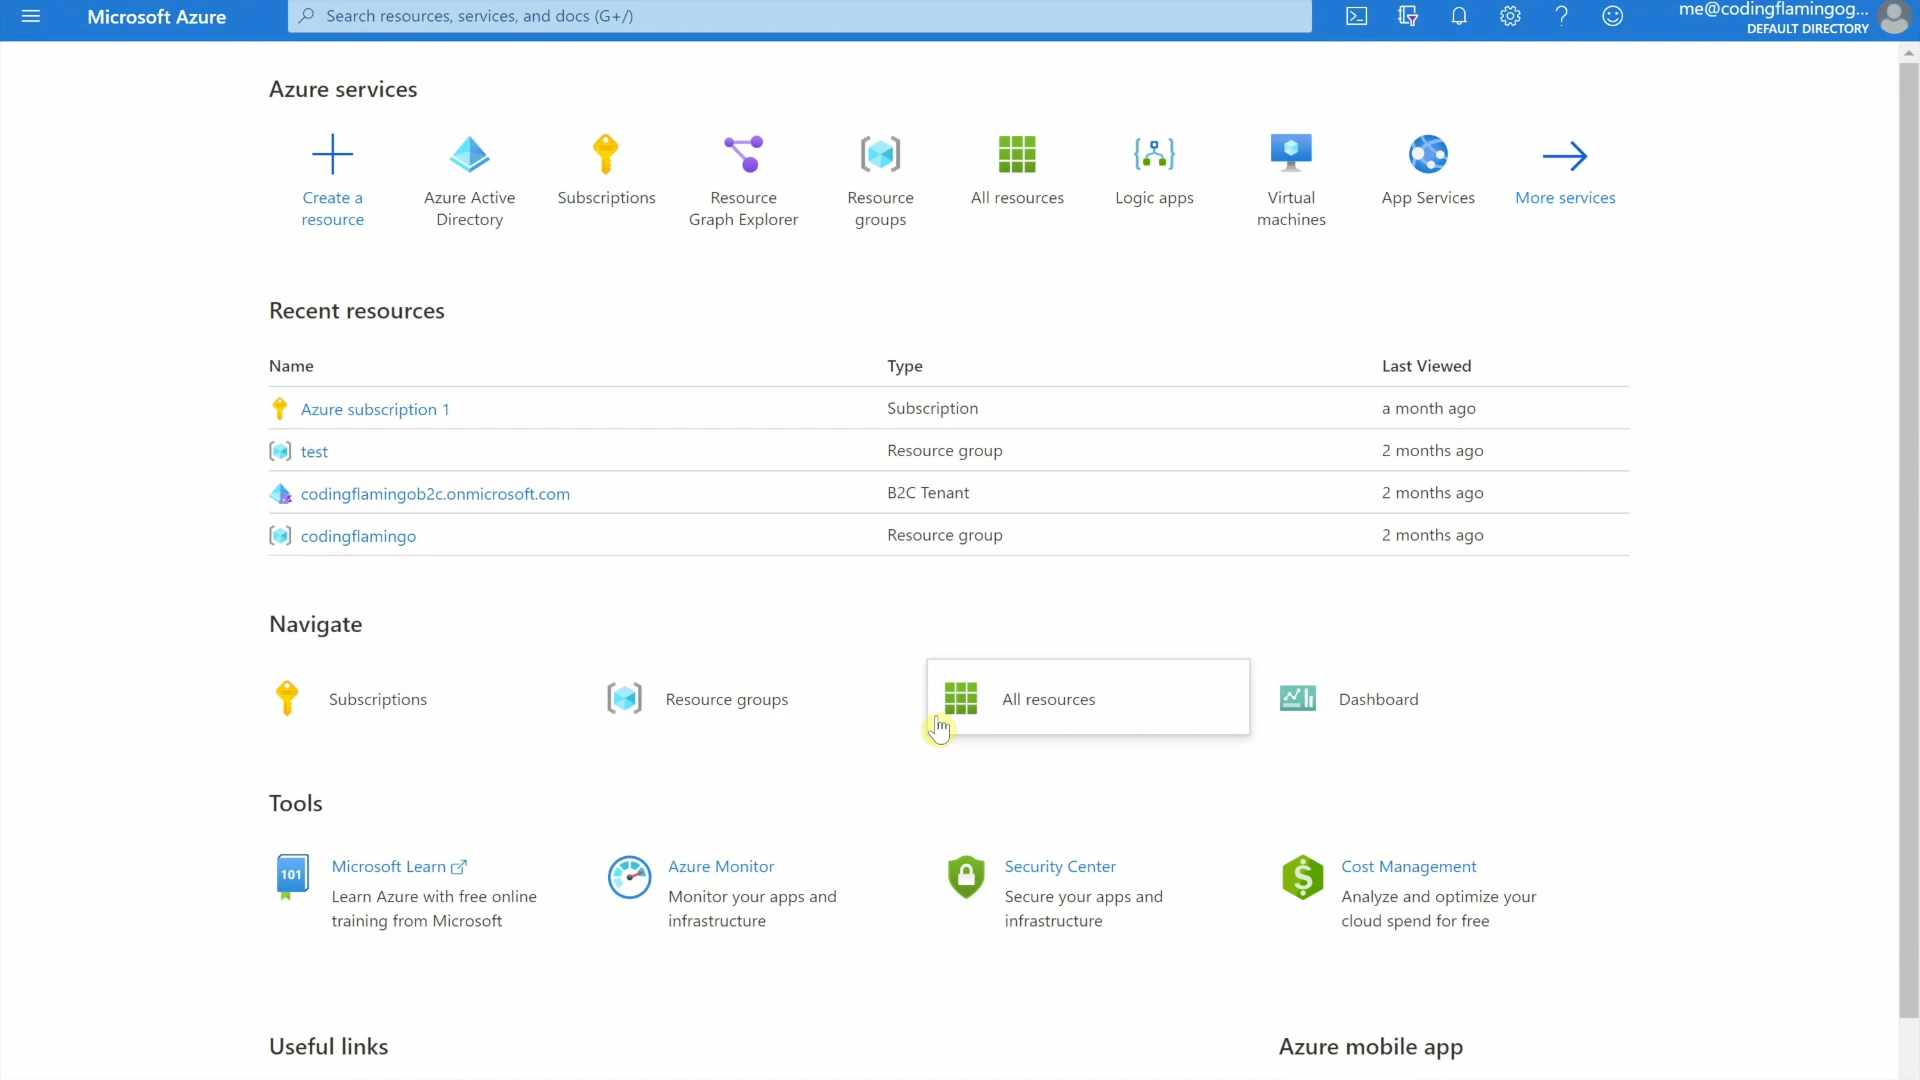 Microsoft Azure
Search resources, services, and docs (G+/)
me@codingflamingog...
DEFAULT DIRECTORY
Azure services
Create a resource
Azure Active Directory
Subscriptions
Resource Graph Explorer
Resource groups
All resources
Logic apps
Virtual machines
App Services
More services
Recent resources
Name Type Last Viewed
Azure subscription 1 Subscription a month ago
test Resource group 2 months ago
codingflamingob2c.onmicrosoft.com B2C Tenant 2 months ago
codingflamingo Resource group 2 months ago
Navigate
Subscriptions Resource groups All resources Dashboard
Tools
101
Microsoft Learn
Learn Azure with free online
training from Microsoft
Azure Monitor
Monitor your apps and
infrastructure
Security Center
Secure your apps and
infrastructure
$
Cost Management
Analyze and optimize your
cloud spend for free
Useful links
Azure mobile app